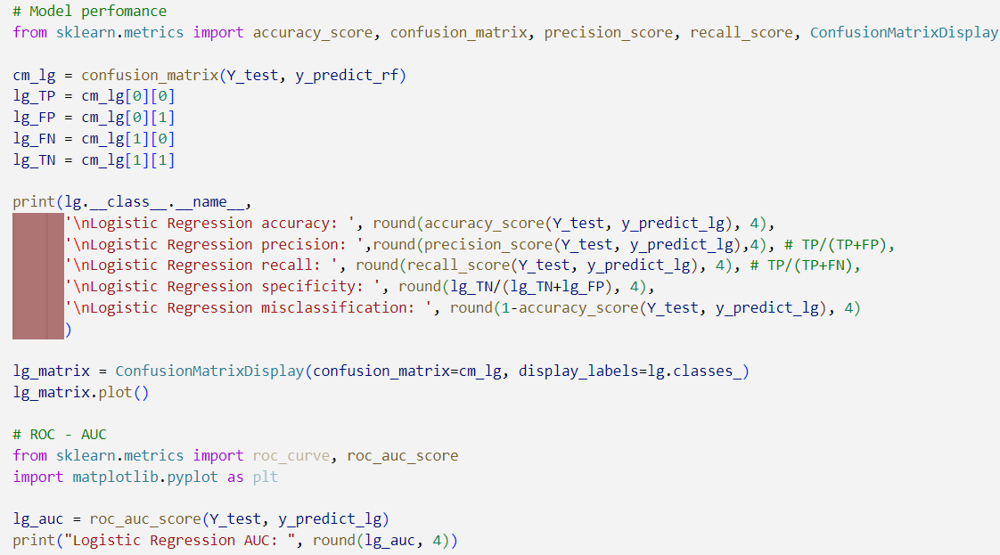 # Model perfomance
from sklearn.metrics import accuracy_score, confusion_matrix, precision_score, recall_score, ConfusionMatrixDisplay

cm_lg = confusion_matrix(Y_test, y_predict_rf)
lg_TP = cm_lg[0][0]
lg_FP = cm_lg[0][1]
lg_FN = cm_lg[1][0]
lg_TN = cm_lg[1][1]

print(lg.__class__.__name__,
      '\nLogistic Regression accuracy: ', round(accuracy_score(Y_test, y_predict_lg), 4),
      '\nLogistic Regression precision: ',round(precision_score(Y_test, y_predict_lg),4), # TP/(TP+FP),
      '\nLogistic Regression recall: ', round(recall_score(Y_test, y_predict_lg), 4), # TP/(TP+FN),
      '\nLogistic Regression specificity: ', round(lg_TN/(lg_TN+lg_FP), 4),
      '\nLogistic Regression misclassification: ', round(1-accuracy_score(Y_test, y_predict_lg), 4)
      )

lg_matrix = ConfusionMatrixDisplay(confusion_matrix=cm_lg, display_labels=lg.classes_)
lg_matrix.plot()

# ROC - AUC
from sklearn.metrics import roc_curve, roc_auc_score
import matplotlib.pyplot as plt

lg_auc = roc_auc_score(Y_test, y_predict_lg)
print("Logistic Regression AUC: ", round(lg_auc, 4))